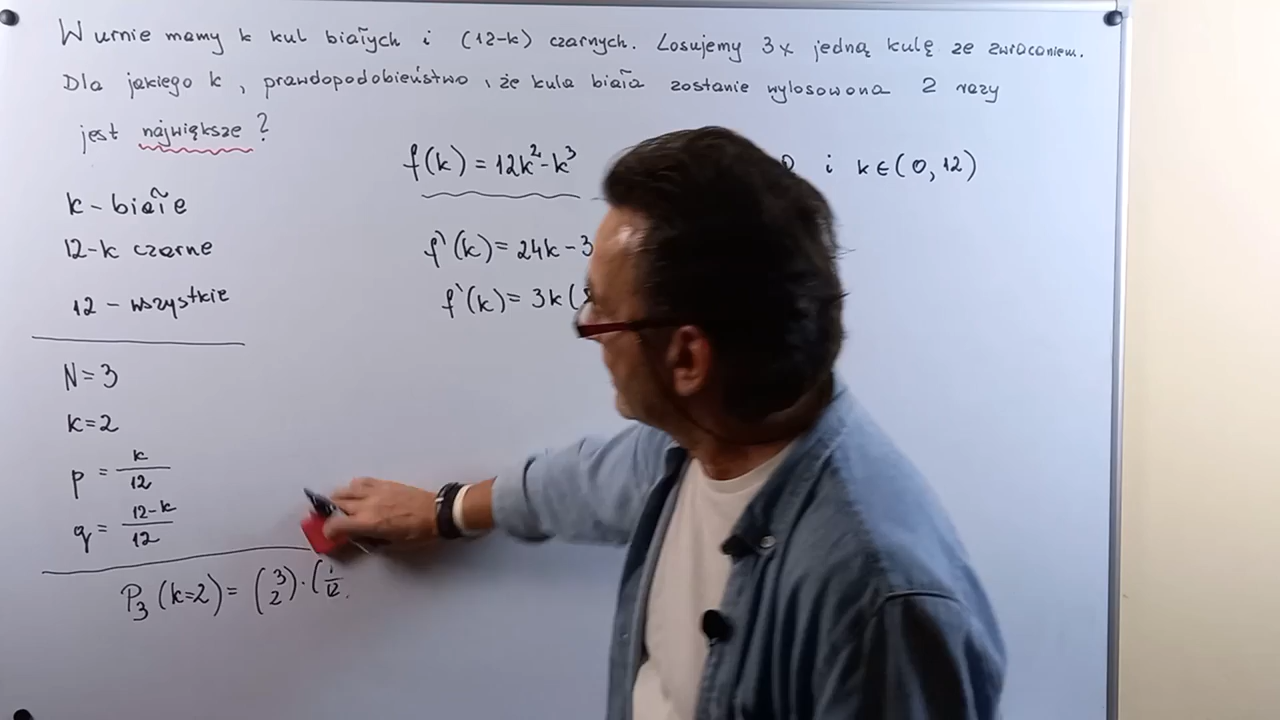 W urnie mamy k kul białych i (12-k) czarnych. Losujemy 3x jedną kulę ze zwracaniem.
Dla jakiego k, prawdopodobieństwo, że kula biała zostanie wylosowana 2 razy
jest największe?
k - białe
12-k czarne
12 - wszystkie
N=3
k=2
p = k/12
q = 12-k/12
P₃(k=2) = (3 2)·(
f(k) = 12k²-k³
i k∈(0,12)
f'(k) = 24k-3
f'(k) = 3k(